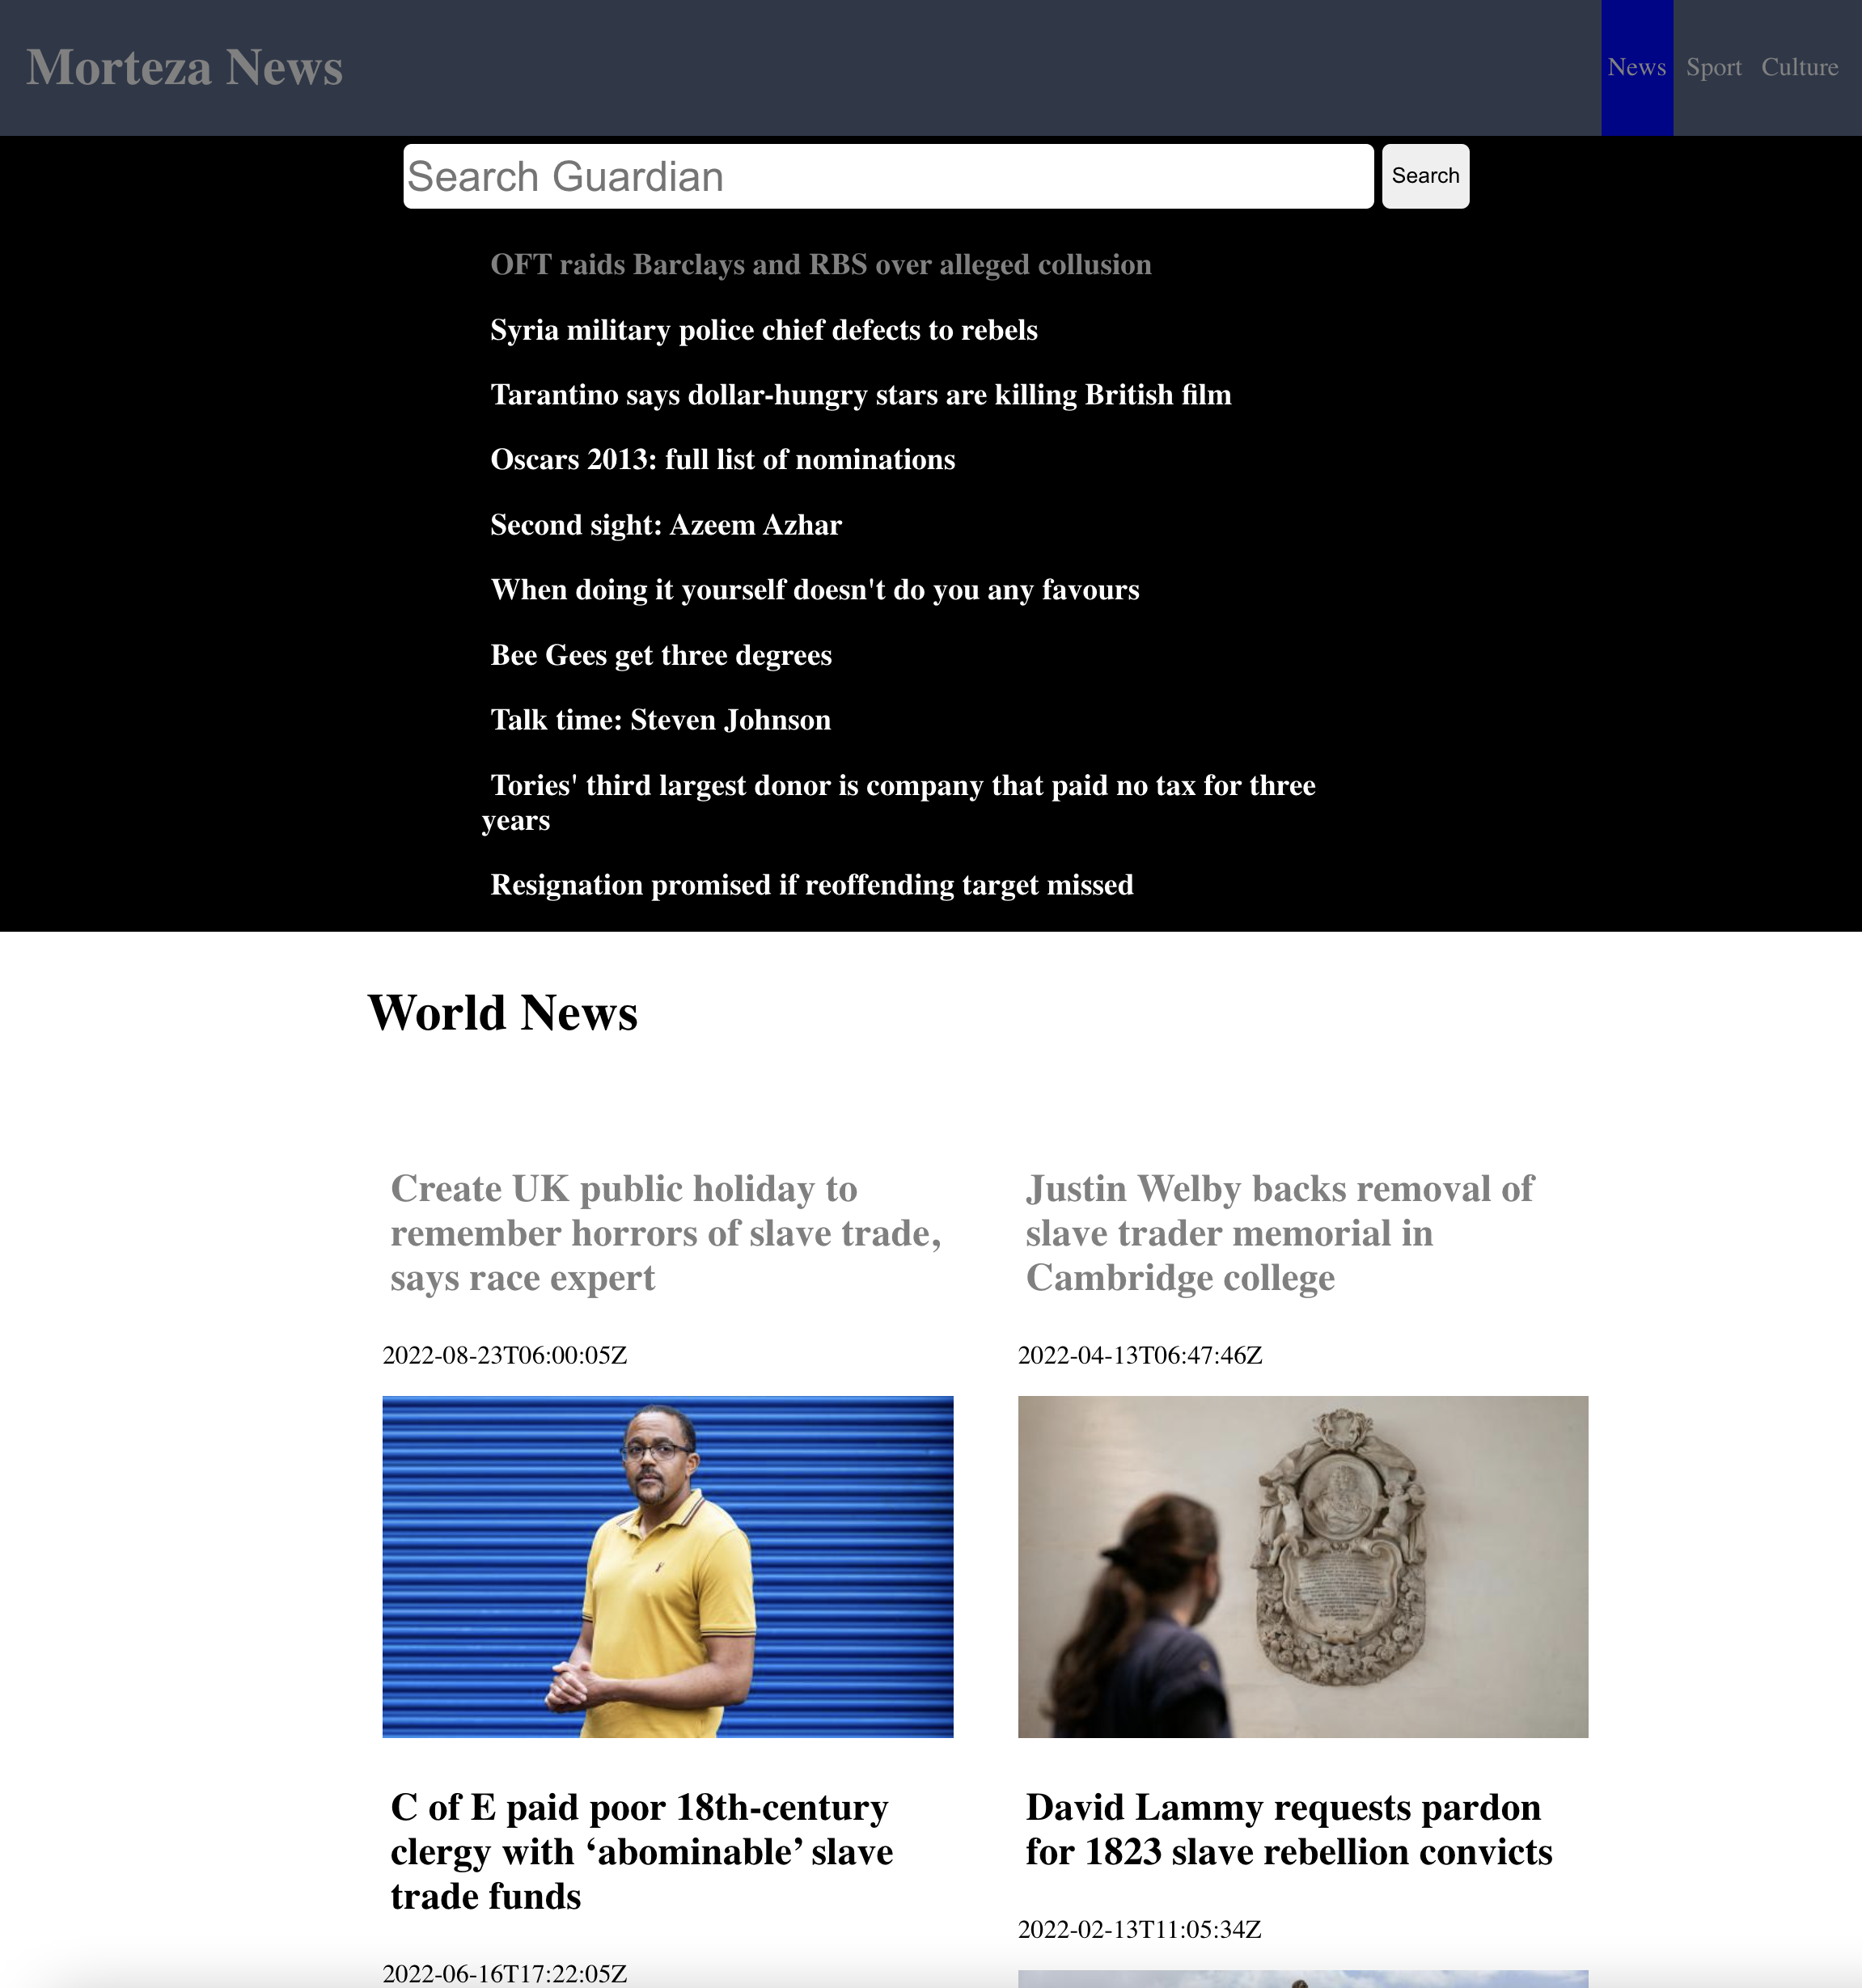 Morteza News
News Sport Culture
Search Guardian
Search
OFT raids Barclays and RBS over alleged collusion
Syria military police chief defects to rebels
Tarantino says dollar-hungry stars are killing British film
Oscars 2013: full list of nominations
Second sight: Azeem Azhar
When doing it yourself doesn't do you any favours
Bee Gees get three degrees
Talk time: Steven Johnson
Tories' third largest donor is company that paid no tax for three
years
Resignation promised if reoffending target missed
World News
Create UK public holiday to
remember horrors of slave trade,
says race expert
2022-08-23T06:00:05Z
Justin Welby backs removal of
slave trader memorial in
Cambridge college
2022-04-13T06:47:46Z
C of E paid poor 18th-century
clergy with ‘abominable’ slave
trade funds
2022-06-16T17:22:05Z
David Lammy requests pardon
for 1823 slave rebellion convicts
2022-02-13T11:05:34Z